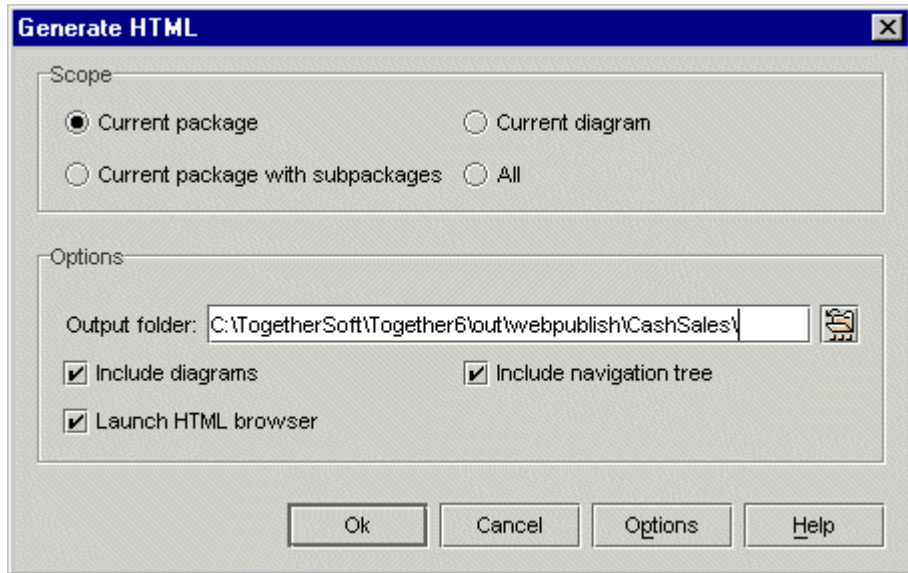 Generate HTML
Scope
Current package
Current diagram
Current package with subpackages
All
Options
Output folder: C:\TogetherSoft\Together6\out\webpublish\CashSales\
Include diagrams
Include navigation tree
Launch HTML browser
Ok
Cancel
Options
Help